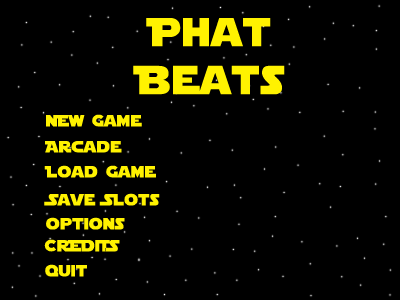 PHAT
BEATS
NEW GAME
ARCADE
LOAD GAME
SAVE SLOTS
OPTIONS
CREDITS
QUIT